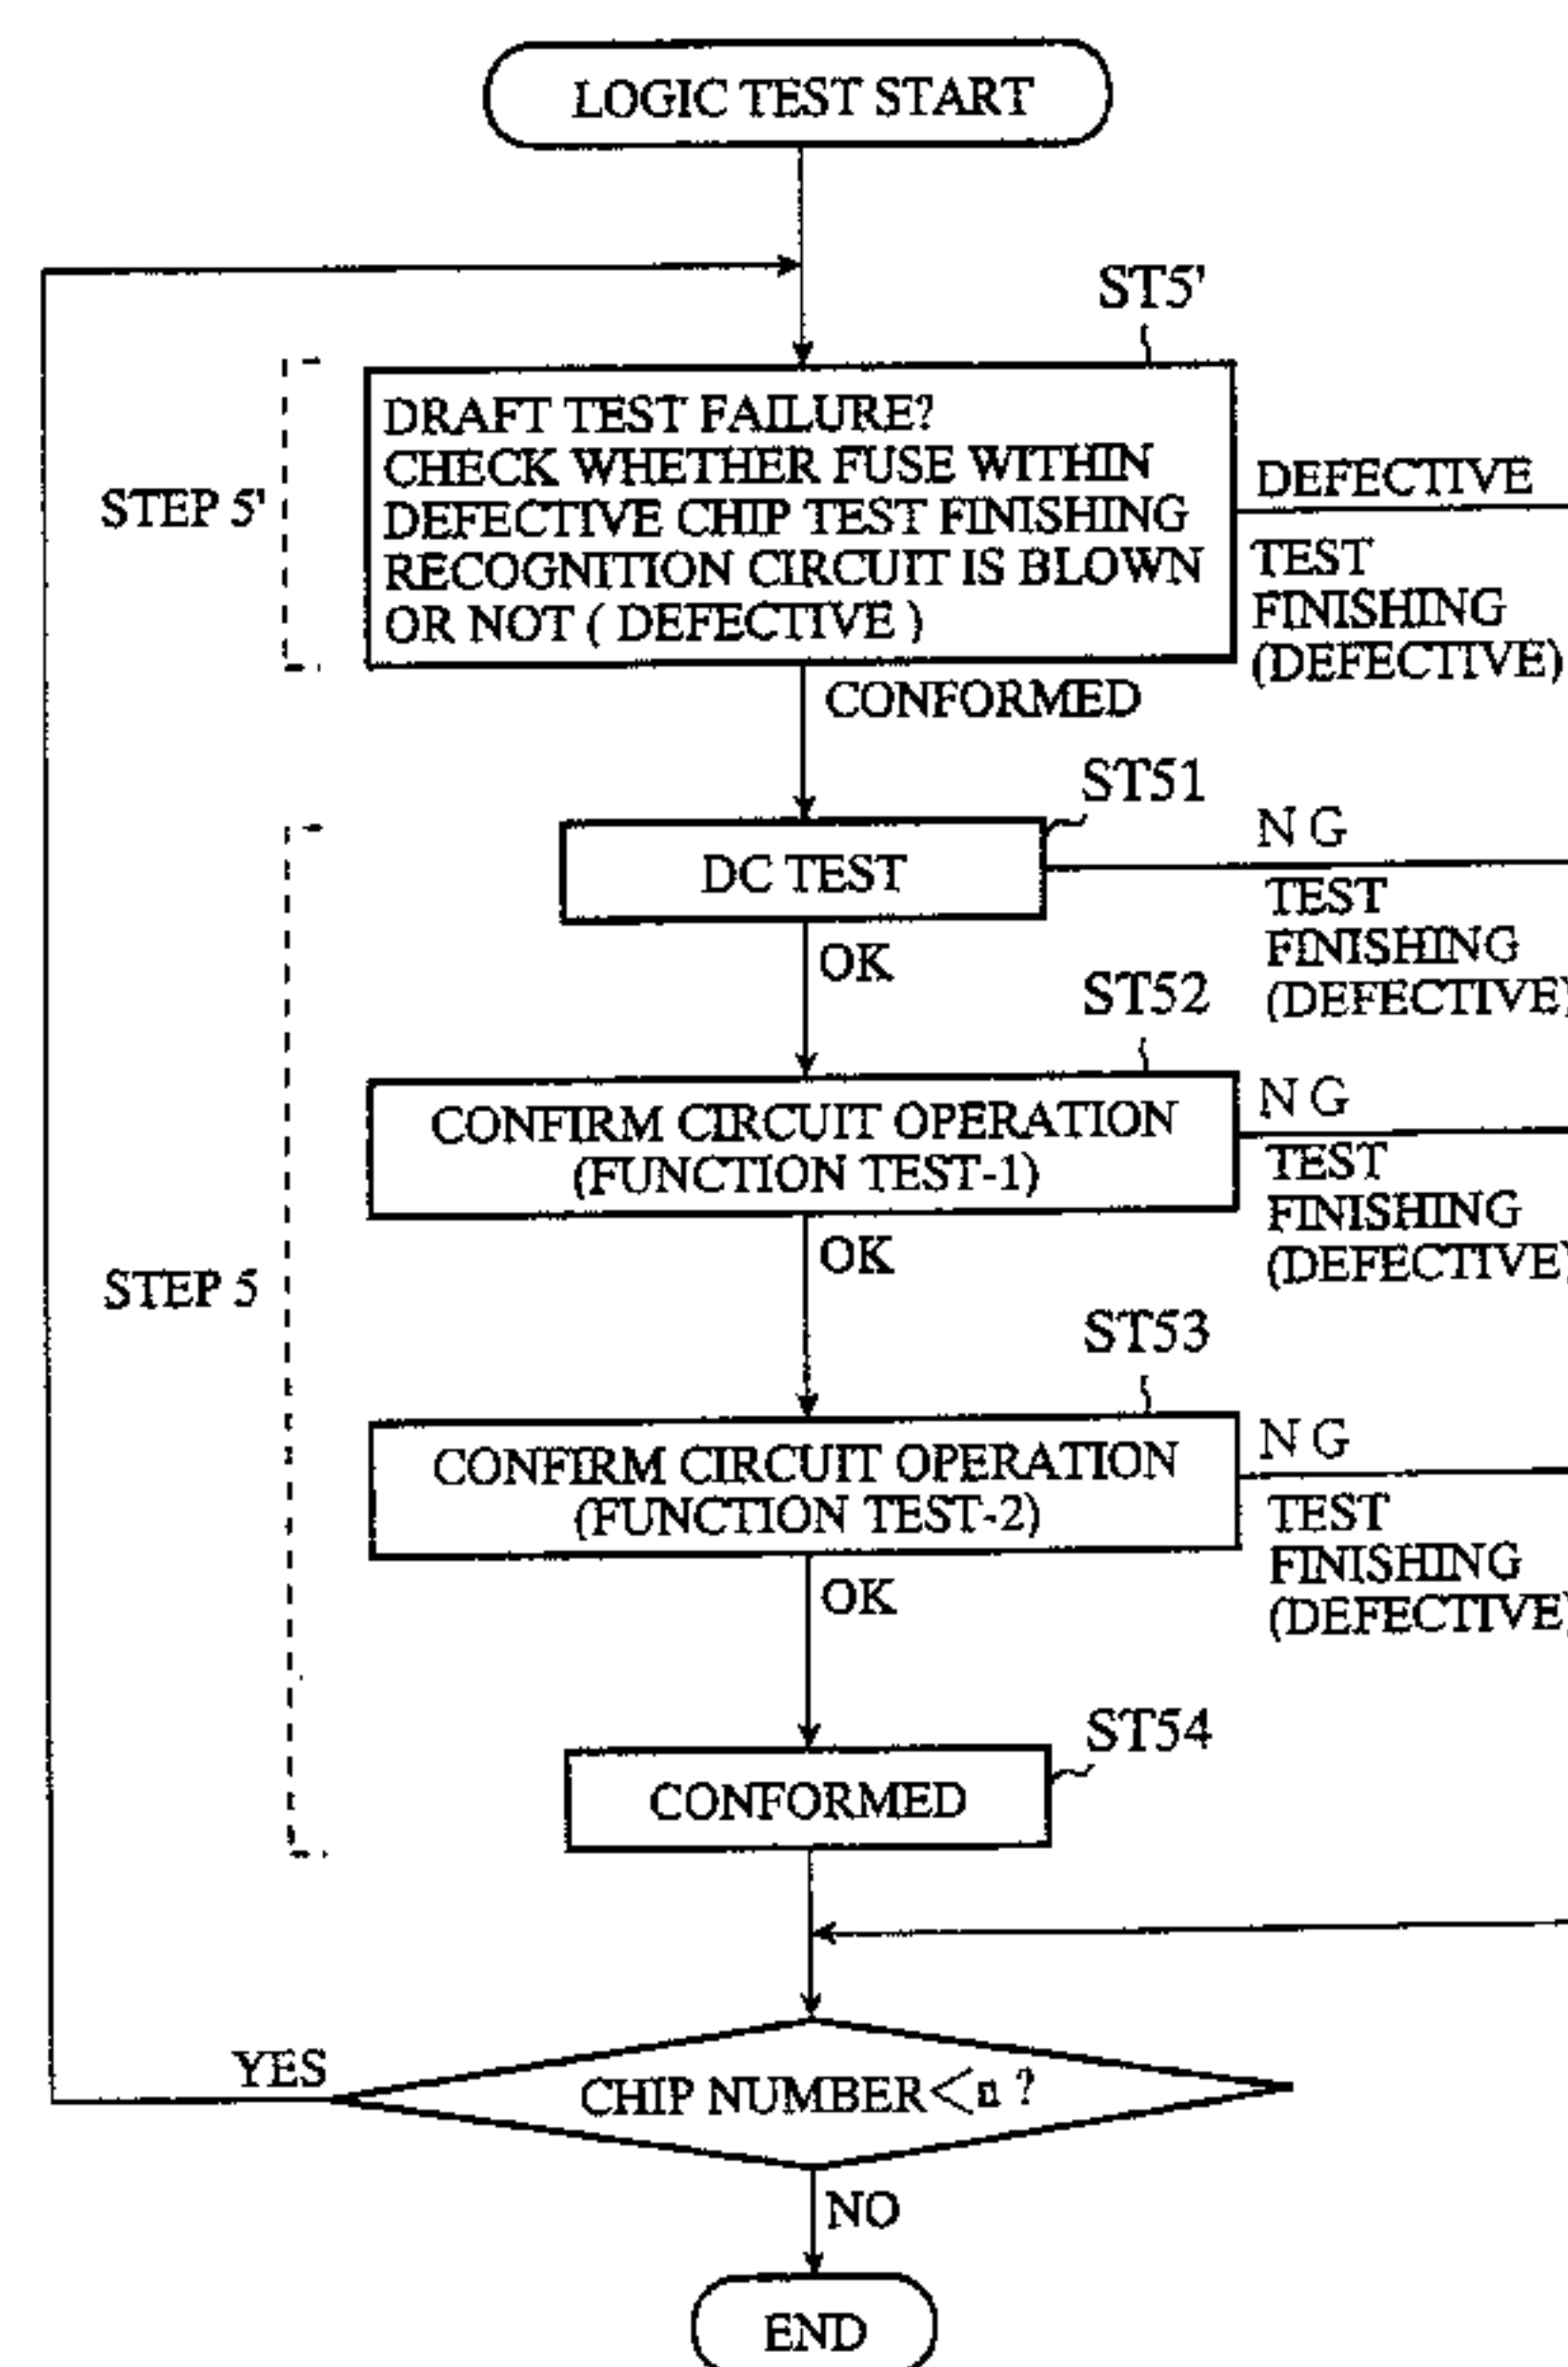 LOGIC TEST START
ST5'
DRAFT TEST FAILURE?
CHECK WHETHER FUSE WITHIN
DEFECTIVE CHIP TEST FINISHING
RECOGNITION CIRCUIT IS BLOWN
OR NOT ( DEFECTIVE )
STEP 5'
DEFECTIVE
TEST
FINISHING
(DEFECTIVE)
CONFORMED
ST51
DC TEST
N G
TEST
FINISHING
(DEFECTIVE)
OK
ST52
CONFIRM CIRCUIT OPERATION
(FUNCTION TEST-1)
N G
TEST
FINISHING
(DEFECTIVE)
OK
STEP 5
ST53
CONFIRM CIRCUIT OPERATION
(FUNCTION TEST-2)
N G
TEST
FINISHING
(DEFECTIVE)
OK
ST54
CONFORMED
YES
CHIP NUMBER<n ?
NO
END